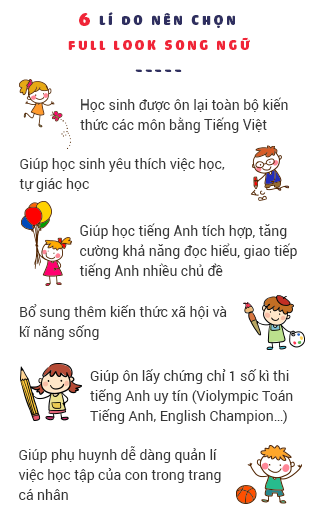 6 LÍ DO NÊN CHỌN
FULL LOOK SONG NGỮ
-----
Học sinh được ôn lại toàn bộ kiến
thức các môn bằng Tiếng Việt
Giúp học sinh yêu thích việc học,
tự giác học
Giúp học tiếng Anh tích hợp, tăng
cường khả năng đọc hiểu, giao tiếp
tiếng Anh nhiều chủ đề
Bổ sung thêm kiến thức xã hội và
kĩ năng sống
Giúp ôn lấy chứng chỉ 1 số kì thi
tiếng Anh uy tín (Violympic Toán
Tiếng Anh, English Champion...)
Giúp phụ huynh dễ dàng quản lí
việc học tập của con trong trang
cá nhân